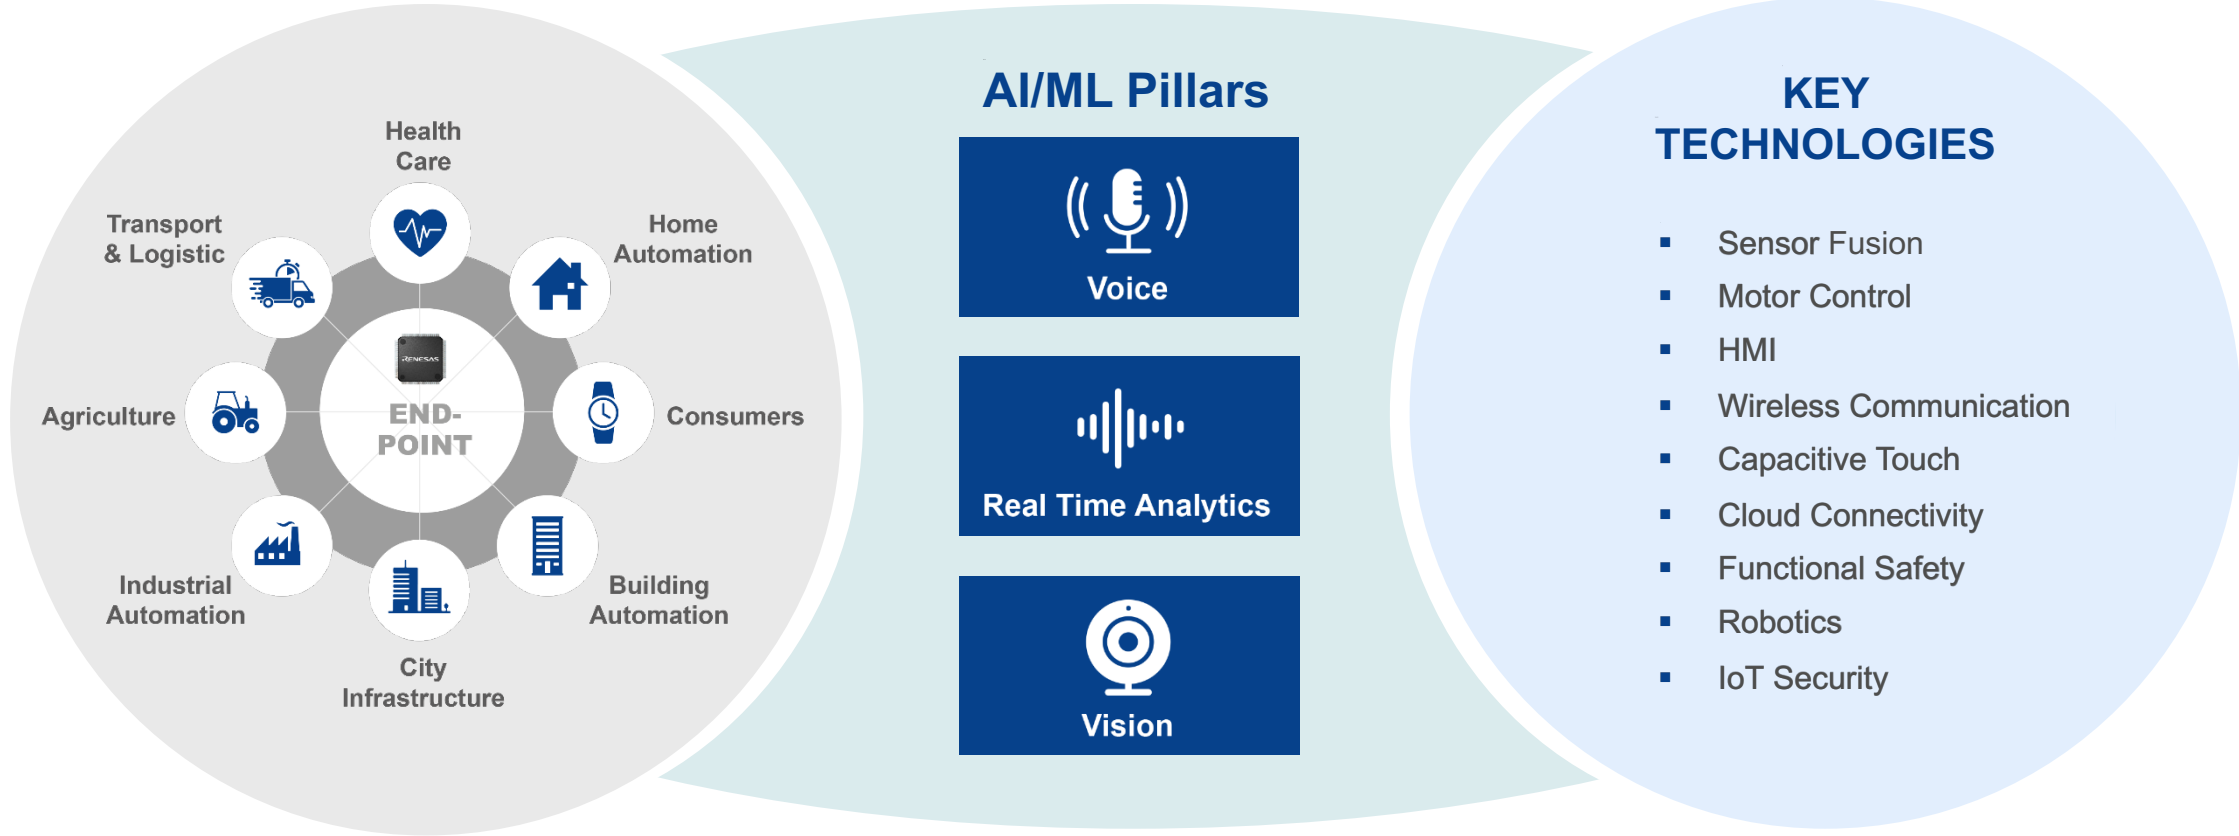 Health
Care
Transport
& Logistic
Home
Automation
RENESAS
END-
POINT
Agriculture
Consumers
Industrial
Automation
Building
Automation
City
Infrastructure
AI/ML Pillars
Voice
Real Time Analytics
Vision
KEY
TECHNOLOGIES
▪ Sensor Fusion
▪ Motor Control
▪ HMI
▪ Wireless Communication
▪ Capacitive Touch
▪ Cloud Connectivity
▪ Functional Safety
▪ Robotics
▪ IoT Security